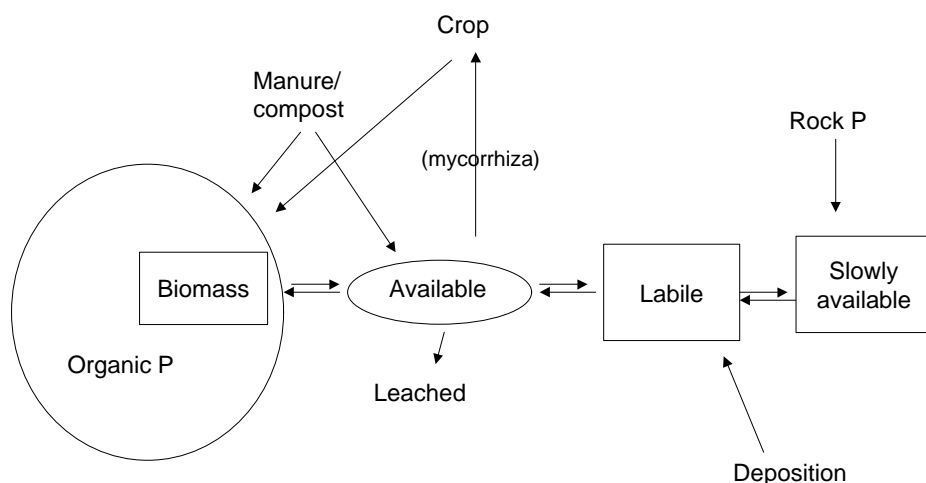 Crop
Manure/
compost
Rock P
(mycorrhiza)
Biomass
Available
Labile
Slowly
available
Organic P
Leached
Deposition